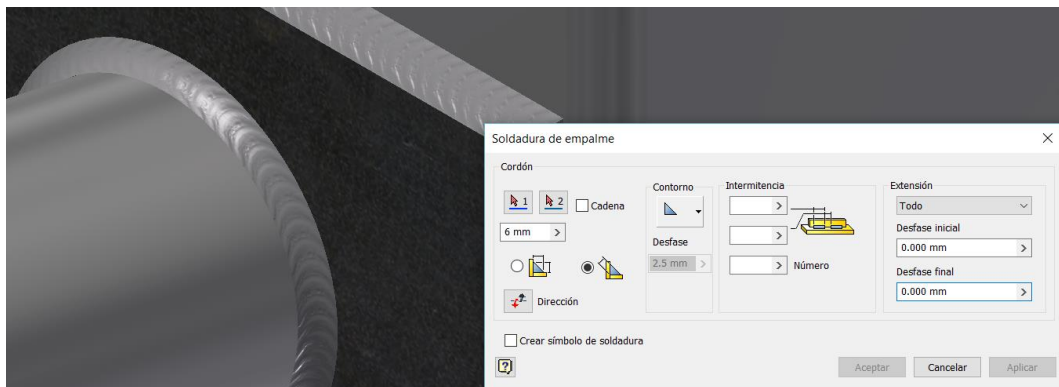 Soldadura de empalme
Cordón
1 2 Cadena
6 mm
Dirección
Contorno
Desfase
2.5 mm
Intermitencia
Número
Extensión
Todo
Desfase inicial
0.000 mm
Desfase final
0.000 mm
Crear símbolo de soldadura
Aceptar Cancelar Aplicar